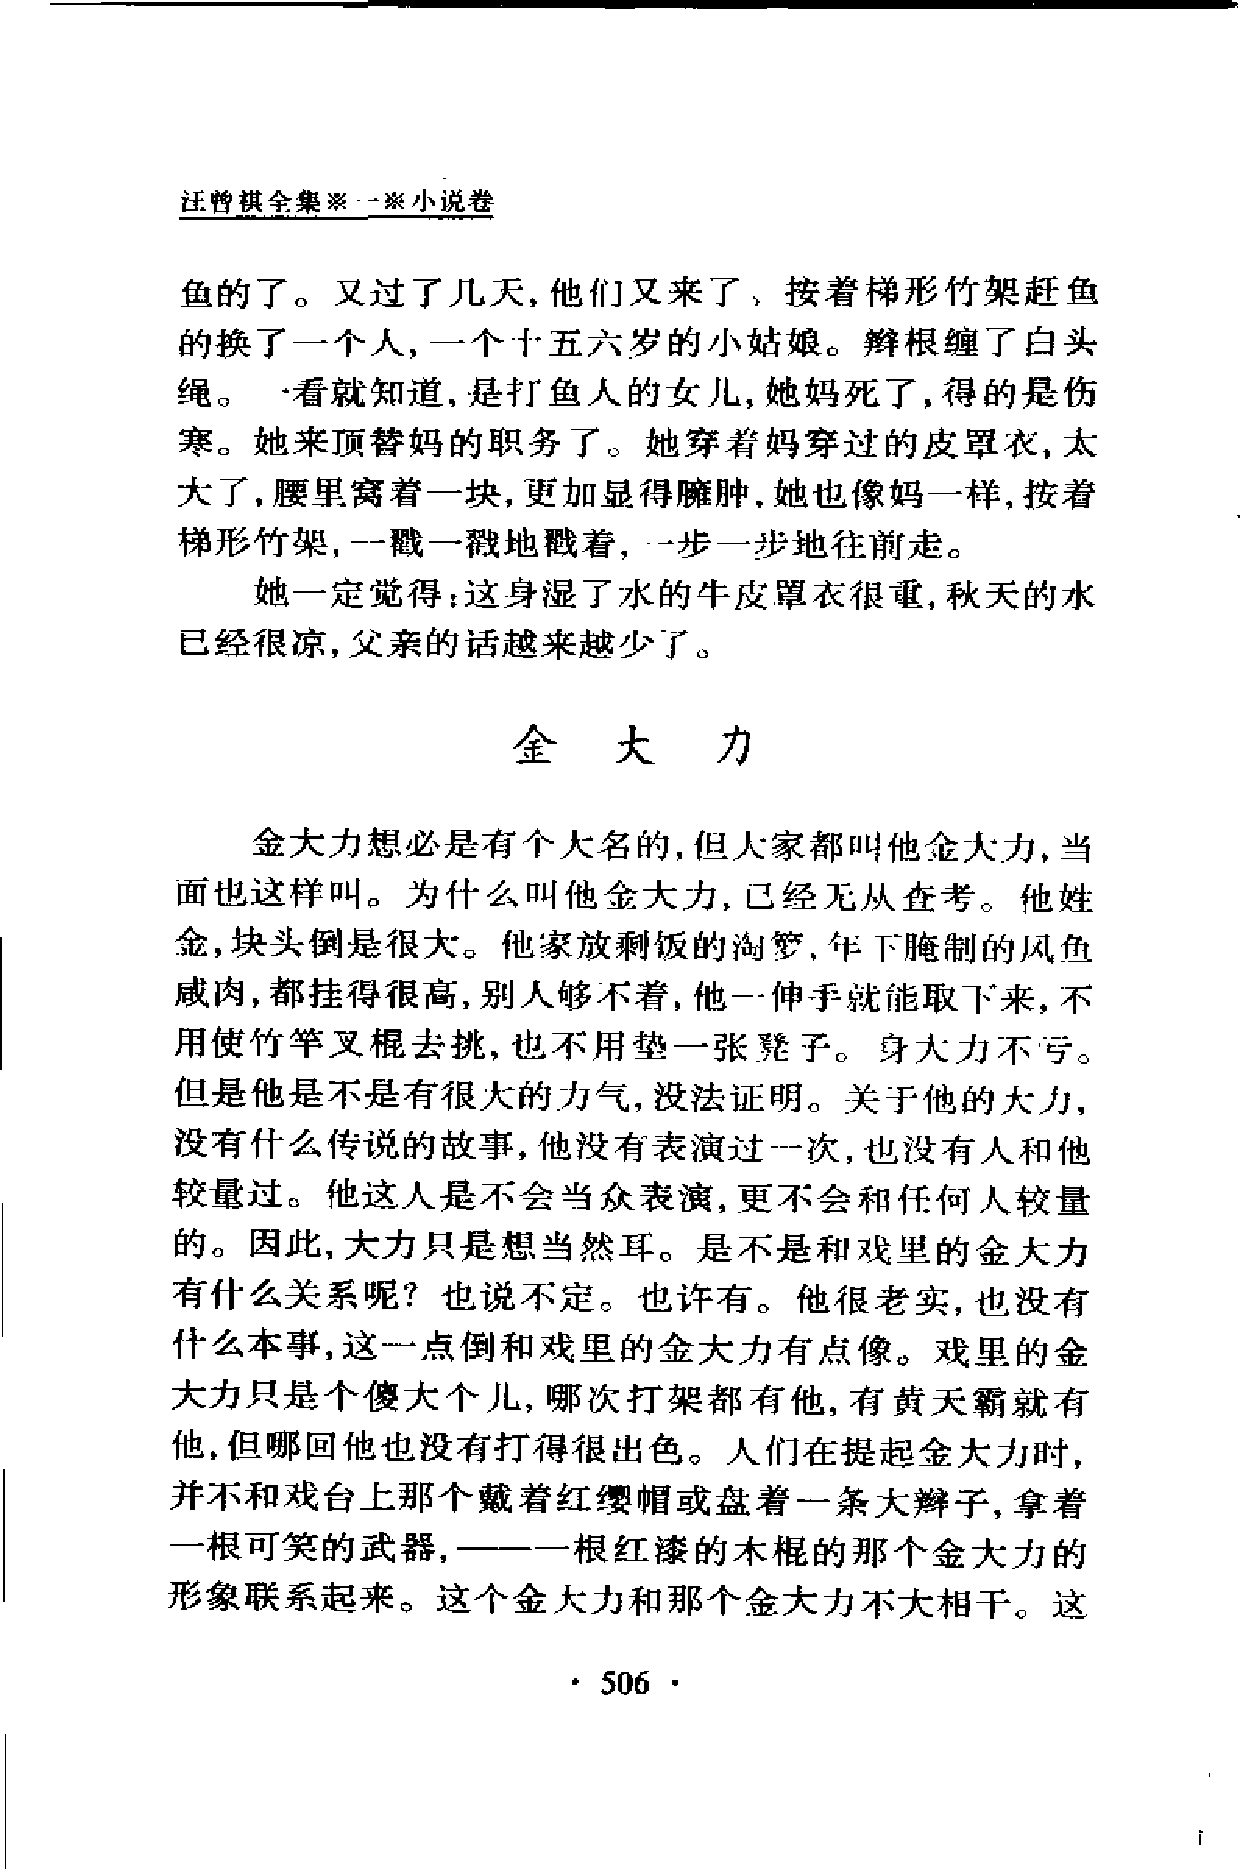 汪曾祺全集※一※小说卷
鱼的了。又过了几天,他们又来了、按着梯形竹架赶鱼
的换了一个人,一个十五六岁的小姑娘。辫根缠了白头
绳。一看就知道,是打鱼人的女儿,她妈死了,得的是伤
寒。她来顶替妈的职务了。她穿着妈穿过的皮罩衣,太
大了,腰里窝着一块,更加显得臃肿,她也像妈一样,按着
梯形竹架,一戳一戳地戳着,一步一步地往前走。
她一定觉得:这身湿了水的牛皮罩衣很重,秋天的水
已经很凉,父亲的话越来越少了。
金大力
金大力想必是有个大名的,但大家都叫他金大力,当
面也这样叫。为什么叫他金大力,已经无从查考。他姓
金,块头倒是很大。他家放剩饭的淘箩,年下腌制的风鱼
咸肉,都挂得很高,别人够不着,他一伸手就能取下来,不
用使竹竿叉棍去挑,也不用垫一张凳子。身大力不亏。
但是他是不是有很大的力气,没法证明。关于他的大力,
没有什么传说的故事,他没有表演过一次,也没有人和他
较量过。他这人是不会当众表演,更不会和任何人较量
的。因此,大力只是想当然耳。是不是和戏里的金大力
有什么关系呢?也说不定。也许有。他很老实,也没有
什么本事,这一点倒和戏里的金大力有点像。戏里的金
大力只是个傻大个儿,哪次打架都有他,有黄天霸就有
他,但哪回他也没有打得很出色。人们在提起金大力时,
并不和戏台上那个戴着红缨帽或盘着一条大辫子,拿着
一根可笑的武器,——一根红漆的木棍的那个金大力的
形象联系起来。这个金大力和那个金大力不大相干。这
· 506 ·